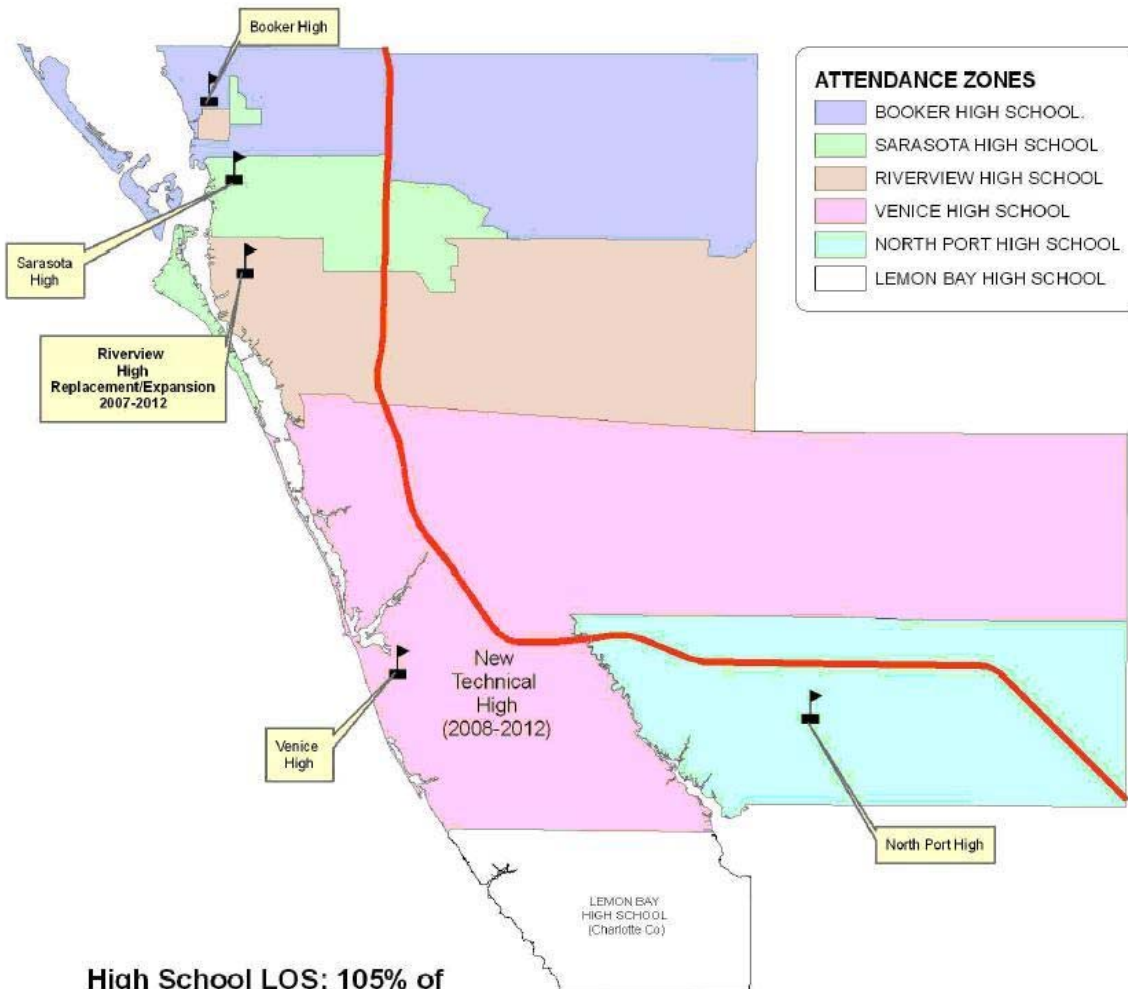 Booker High
ATTENDANCE ZONES
BOOKER HIGH SCHOOL.
SARASOTA HIGH SCHOOL
RIVERVIEW HIGH SCHOOL
VENICE HIGH SCHOOL
NORTH PORT HIGH SCHOOL
LEMON BAY HIGH SCHOOL
Sarasota
High
Riverview
High
Replacement/Expansion
2007-2012
New
Technical
High
(2008-2012)
Venice
High
North Port High
LEMON BAY
HIGH SCHOOL
(Charlotte Co)
High School LOS: 105% of